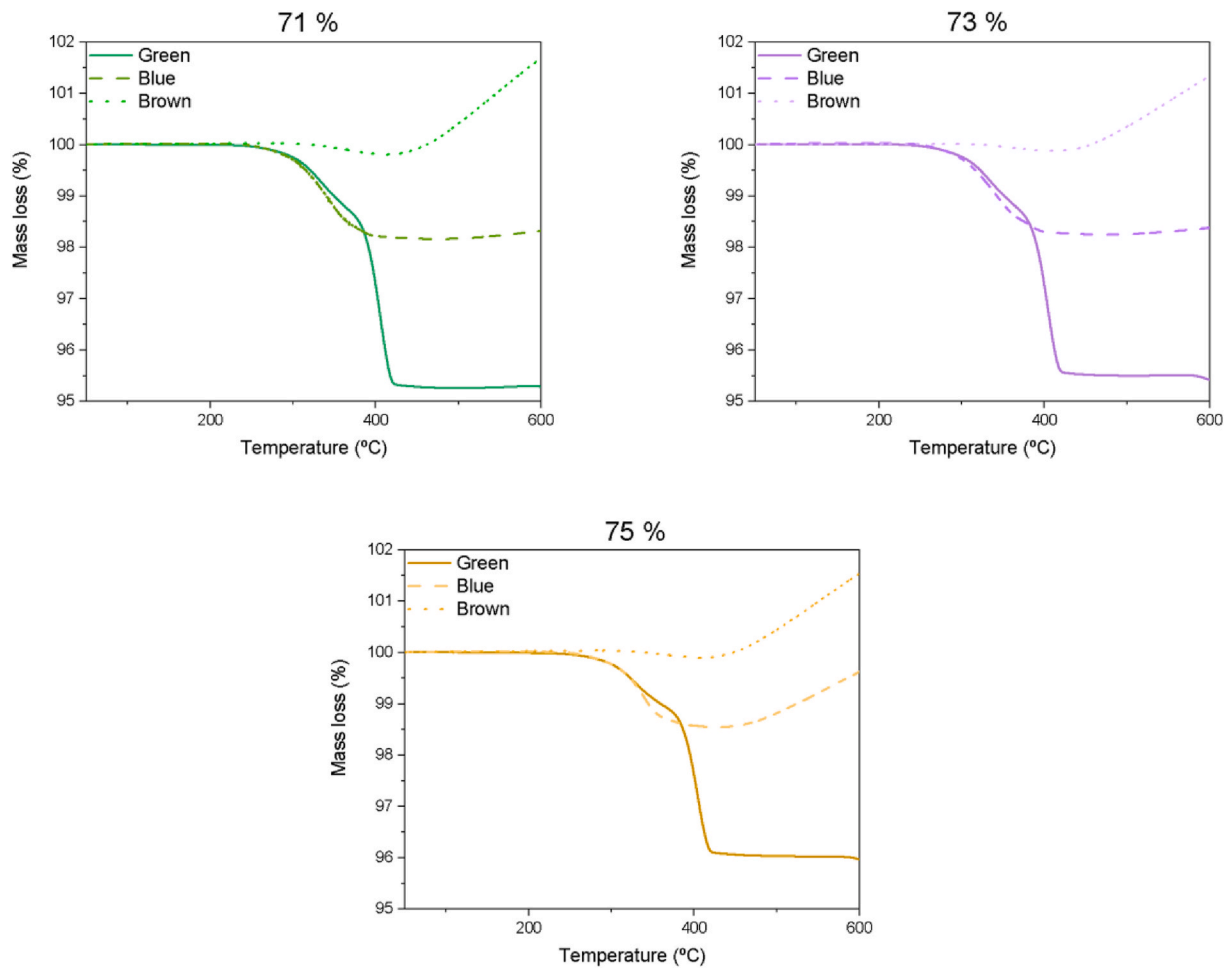 71 %
102
101
100
99
98
97
96
95
Mass loss (%)
Green
Blue
Brown
200
400
600
Temperature (ºC)
73 %
102
101
100
99
98
97
96
95
Mass loss (%)
Green
Blue
Brown
200
400
600
Temperature (ºC)
75 %
102
101
100
99
98
97
96
95
Mass loss (%)
Green
Blue
Brown
200
400
600
Temperature (ºC)